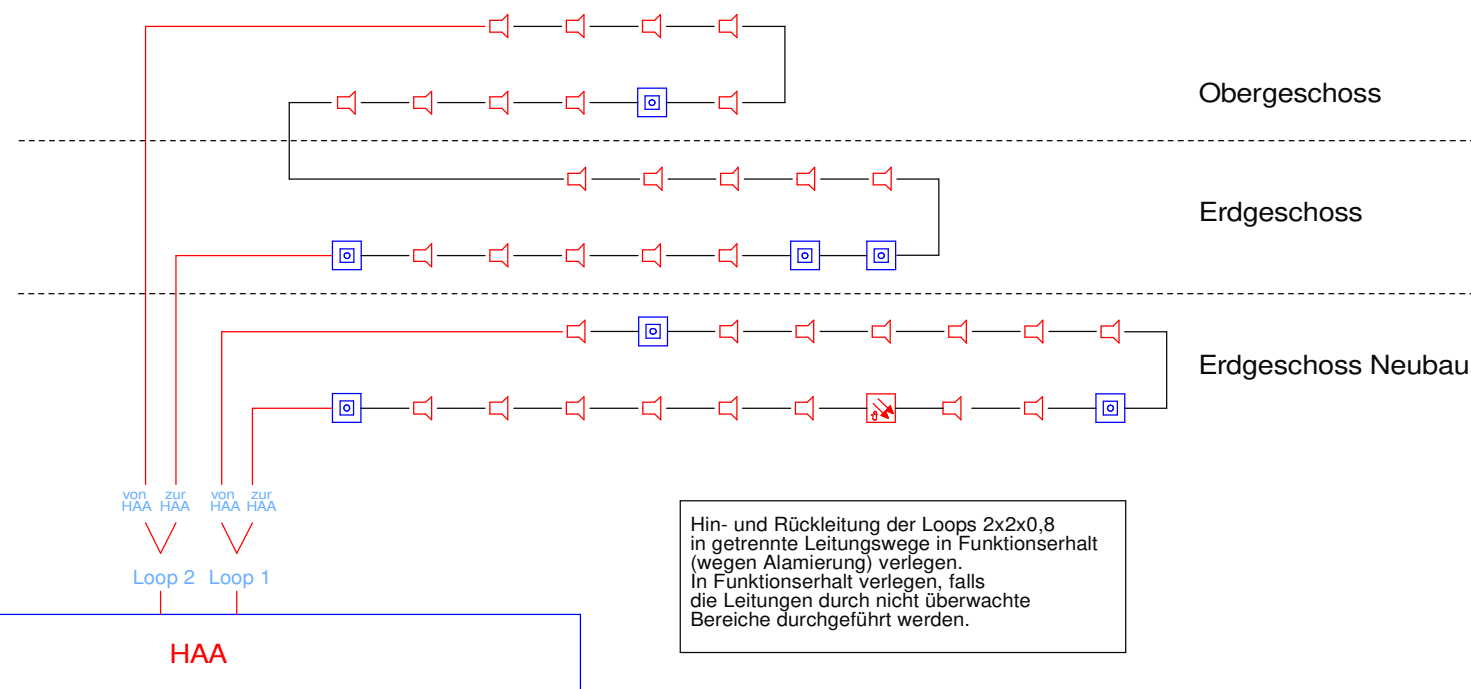 Obergeschoss
Erdgeschoss
Erdgeschoss Neubau
von zur von zur
HAA HAA HAA HAA
Loop 2 Loop 1
HAA
Hin- und Rückleitung der Loops 2x2x0,8
in getrennte Leitungswege in Funktionserhalt
(wegen Alamierung) verlegen.
In Funktionserhalt verlegen, falls
die Leitungen durch nicht überwachte
Bereiche durchgeführt werden.